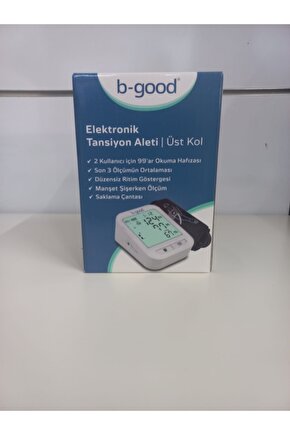 b-good®
Elektronik
Tansiyon Aleti | Üst Kol
✓ 2 Kullanıcı için 99'ar Okuma Hafızası
✓ Son 3 Ölçümün Ortalaması
✓ Düzensiz Ritim Göstergesi
✓ Manşet Şişerken Ölçüm
✓ Saklama Çantası